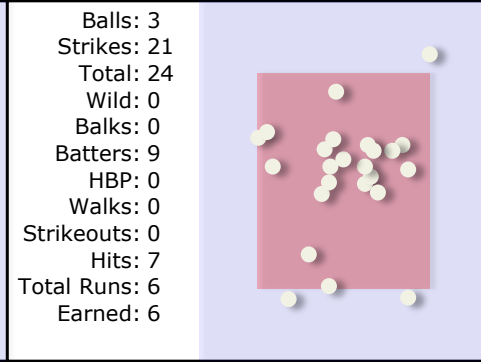 Balls: 3
Strikes: 21
Total: 24
Wild: 0
Balks: 0
Batters: 9
HBP: 0
Walks: 0
Strikeouts: 0
Hits: 7
Total Runs: 6
Earned: 6